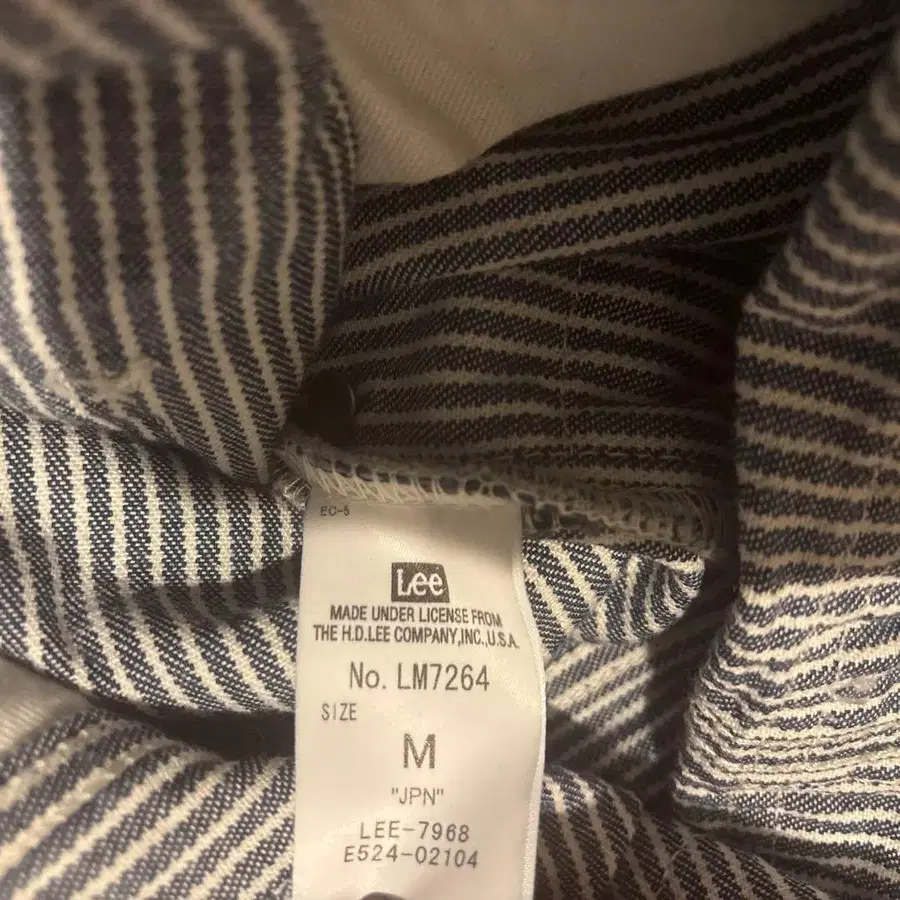 EC-5
Lee
MADE UNDER LICENSE FROM
THE H.D.LEE COMPANY,INC.,U.S.A.
No. LM7264
SIZE
M
"JPN"
LEE-7968
E524-02104